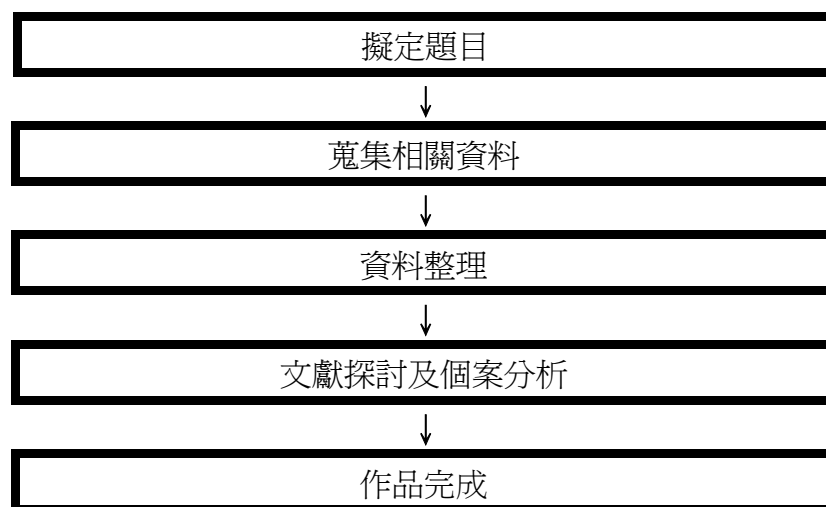 擬定題目
蒐集相關資料
資料整理
文獻探討及個案分析
作品完成